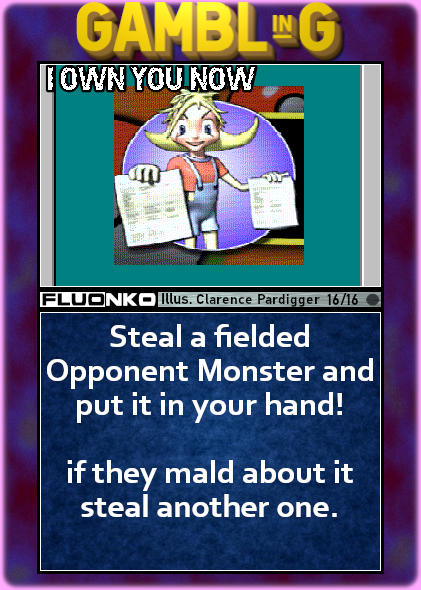 GAMBLinG
I OWN YOU NOW
FLUONKO Illus. Clarence Pardigger 16/16
Steal a fielded
Opponent Monster and
put it in your hand!
if they mald about it
steal another one.